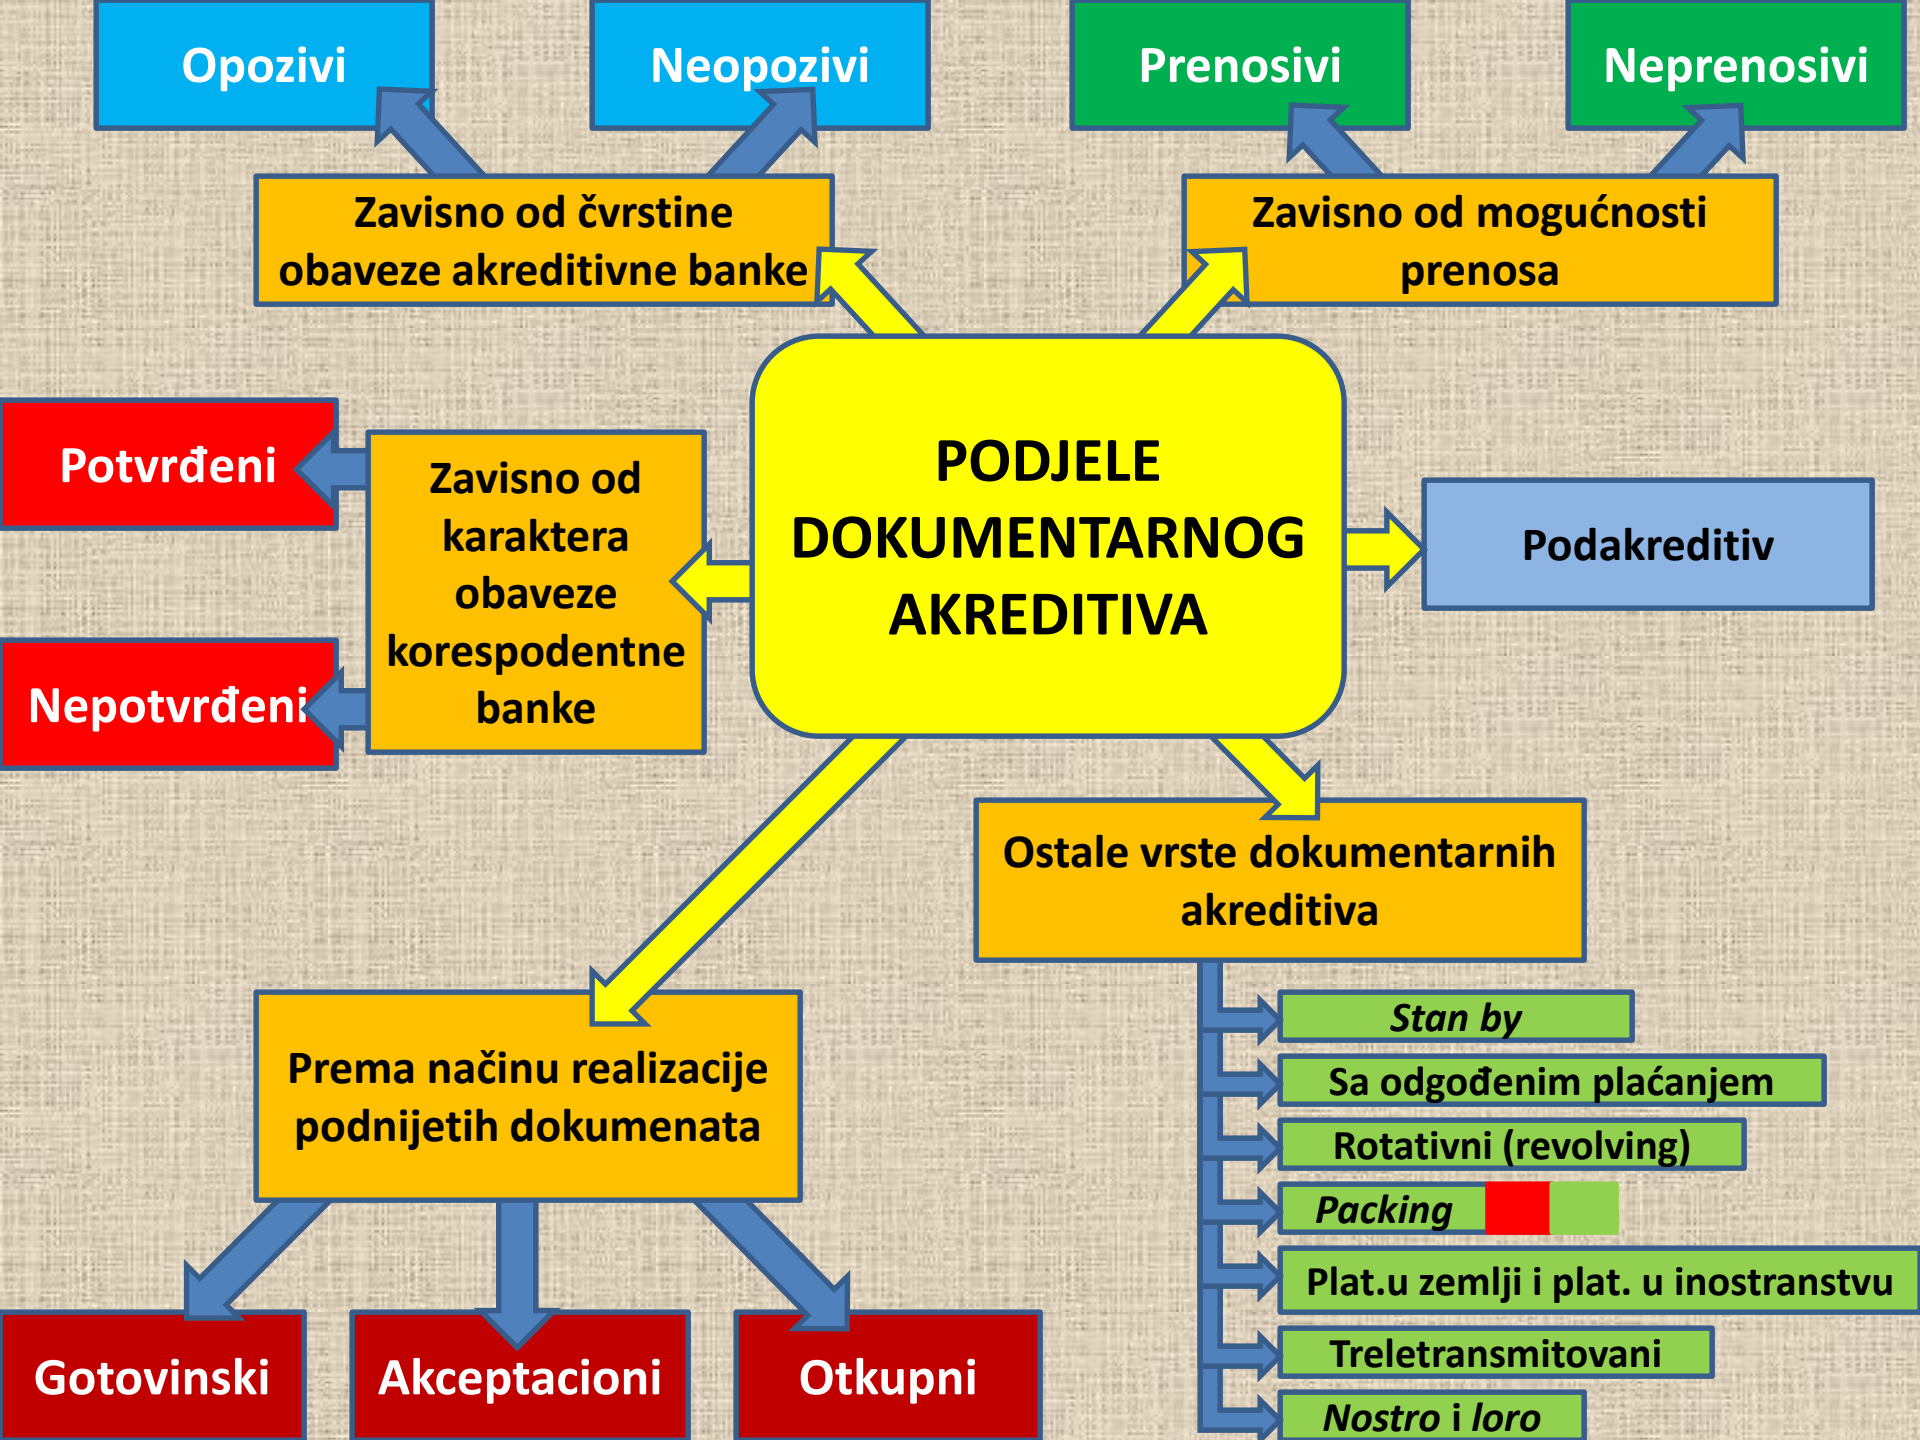 Opozivi
Neopozivi
Prenosivi
Neprenosivi
Zavisno od čvrstine
obaveze akreditivne banke
Zavisno od mogućnosti
prenosa
PODJELE
DOKUMENTARNOG
AKREDITIVA
Potvrđeni
Nepotvrđeni
Zavisno od
karaktera
obaveze
korespodentne
banke
Podakreditiv
Ostale vrste dokumentarnih
akreditiva
Stan by
Sa odgođenim plaćanjem
Rotativni (revolving)
Packing
Plat.u zemlji i plat. u inostranstvu
Treletransmitovani
Nostro i loro
Prema načinu realizacije
podnijetih dokumenata
Gotovinski
Akceptacioni
Otkupni